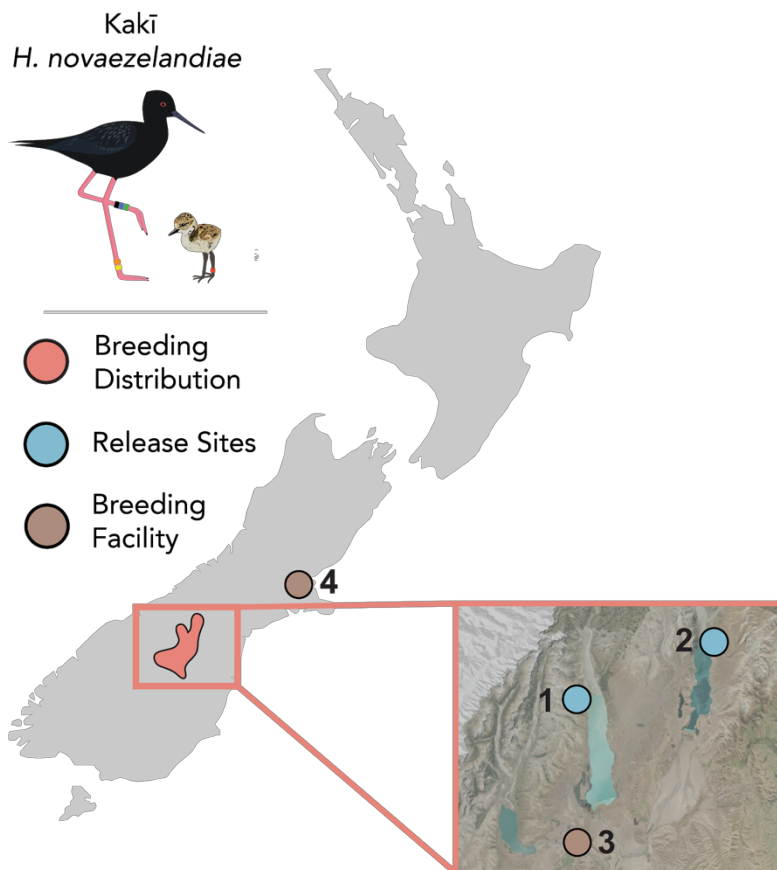 Kakī
H. novaezelandiae
Breeding
Distribution
Release Sites
Breeding
Facility
4
2
1
3